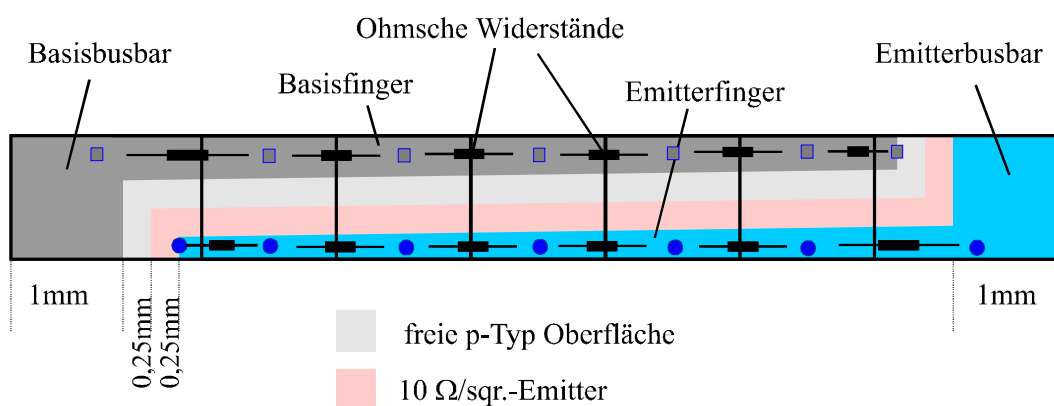 Ohmsche Widerstände
Basisbusbar
Emitterbusbar
Basisfinger
Emitterfinger
1mm
0,25mm
0,25mm
1mm
freie p-Typ Oberfläche
10 Ω/sqr.-Emitter